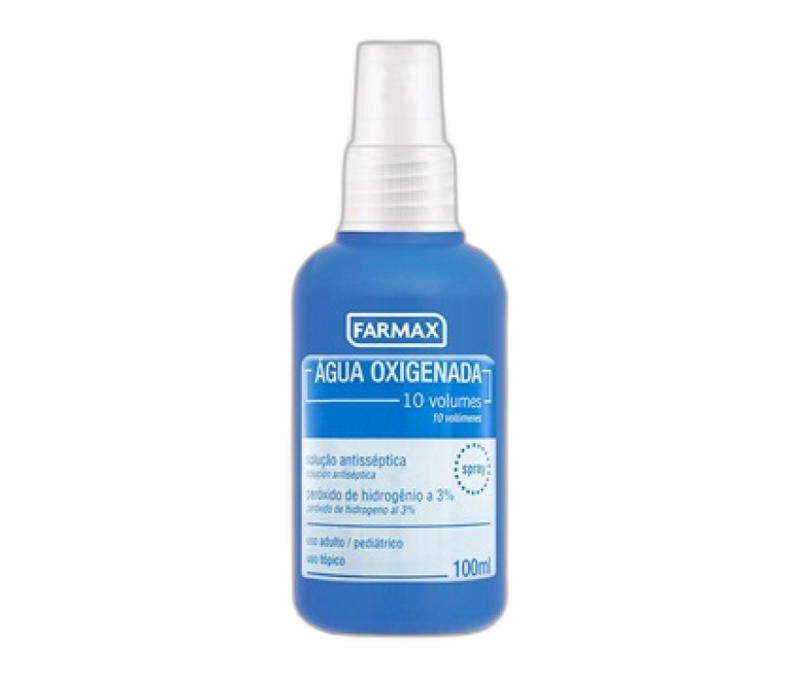 FARMAX
ÁGUA OXIGENADA
10 volumes
10 volúmenes
solução antisséptica
solución antiséptica
spray
peróxido de hidrogênio a 3%
peróxido de hidrogeno al 3%
uso adulto / pediátrico
uso tópico
100ml